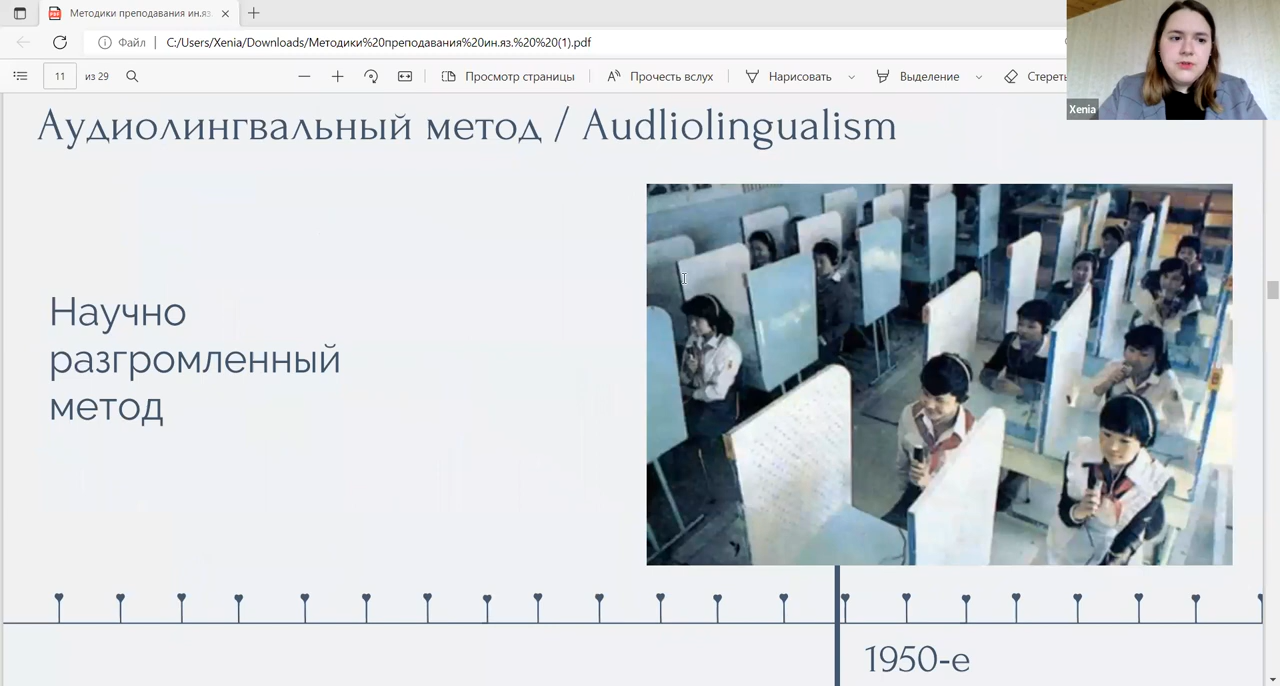 Методики преподавания ин.яз.
Файл
C:/Users/Xenia/Downloads/Методики%20преподавания%20ин.яз.%20%20(1).pdf
11 из 29
Просмотр страницы
Прочесть вслух
Нарисовать
Выделение
Стереть
Xenia
Аудиолингвальный метод / Audliolingualism
Научно
разгромленный
метод
1950-е